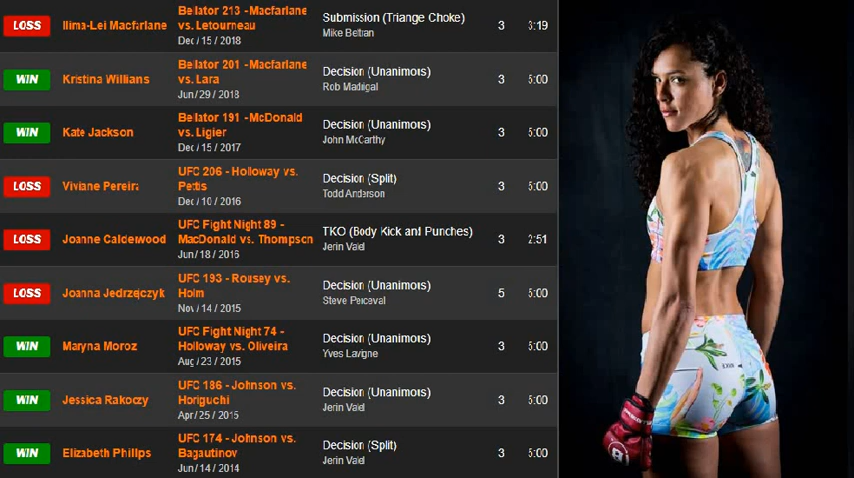 LOSS Ilima-Lei Macfarlane Bellator 213 - Macfarlane vs. Letourneau Submission (Triange Choke) 3 3:19
Dec / 15 / 2018 Mike Beltran
WIN Kristina Willians Bellator 201 - Macfarlane vs. Lara Decision (Unanimors) 3 5:00
Jun / 29 / 2018 Rob Madrigal
WIN Kate Jackson Bellator 191 - McDonald vs. Ligier Decision (Unanimors) 3 5:00
Dec / 15 / 2017 John McCarthy
LOSS Viviane Pereira UFC 206 - Holloway vs. Pettis Decision (Split) 3 5:00
Dec / 10 / 2016 Todd Anderson
LOSS Joanne Calderwood UFC Fight Night 89 - MacDonald vs. Thompson TKO (Body Kick and Punches) 3 2:51
Jun / 18 / 2016 Jerin Valel
LOSS Joanna Jedrzejczyk UFC 193 - Rousey vs. Holm Decision (Unanimors) 5 5:00
Nov / 14 / 2015 Steve Perceval
WIN Maryna Moroz UFC Fight Night 74 - Holloway vs. Oliveira Decision (Unanimors) 3 5:00
Aug / 23 / 2015 Yves Lavigne
WIN Jessica Rakoczy UFC 186 - Johnson vs. Horiguchi Decision (Unanimors) 3 5:00
Apr / 25 / 2015 Jerin Valel
WIN Elizabeth Phillips UFC 174 - Johnson vs. Bagautinov Decision (Split) 3 5:00
Jun / 14 / 2014 Jerin Valel